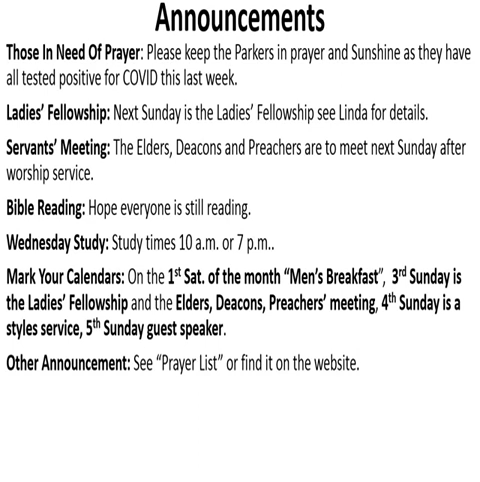 Announcements
Those In Need Of Prayer: Please keep the Parkers in prayer and Sunshine as they have
all tested positive for COVID this last week.
Ladies' Fellowship: Next Sunday is the Ladies' Fellowship see Linda for details.
Servants' Meeting: The Elders, Deacons and Preachers are to meet next Sunday after
worship service.
Bible Reading: Hope everyone is still reading.
Wednesday Study: Study times 10 a.m. or 7 p.m..
Mark Your Calendars: On the 1st Sat. of the month “Men's Breakfast”, 3rd Sunday is
the Ladies' Fellowship and the Elders, Deacons, Preachers' meeting, 4th Sunday is a
styles service, 5th Sunday guest speaker.
Other Announcement: See “Prayer List” or find it on the website.